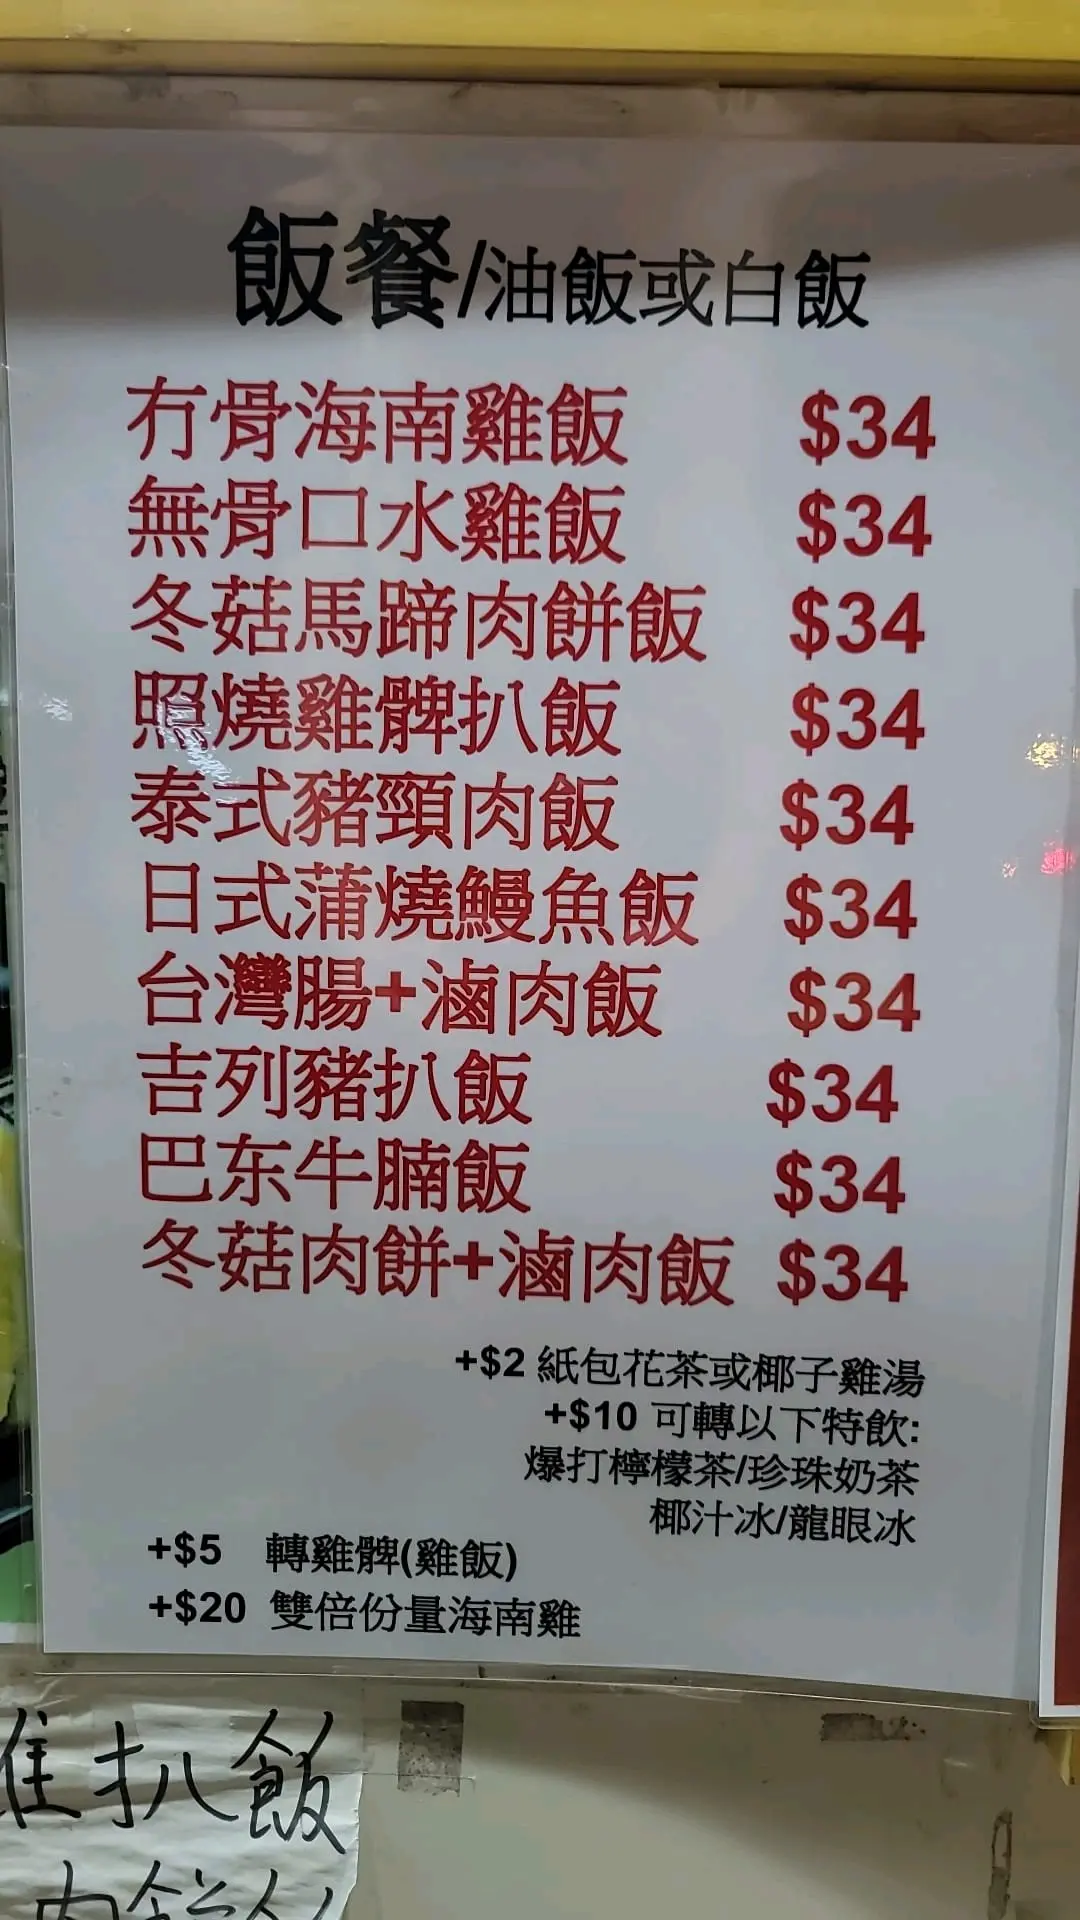 飯餐/油飯或白飯
冇骨海南雞飯 $34
無骨口水雞飯 $34
冬菇馬蹄肉餅飯 $34
照燒雞髀扒飯 $34
泰式豬頸肉飯 $34
日式蒲燒鰻魚飯 $34
台灣腸+滷肉飯 $34
吉列豬扒飯 $34
巴东牛腩飯 $34
冬菇肉餅+滷肉飯 $34
+$2 紙包花茶或椰子雞湯
+$10 可轉以下特飲:
爆打檸檬茶/珍珠奶茶
椰汁冰/龍眼冰
+$5 轉雞髀(雞飯)
+$20 雙倍份量海南雞
扒飯